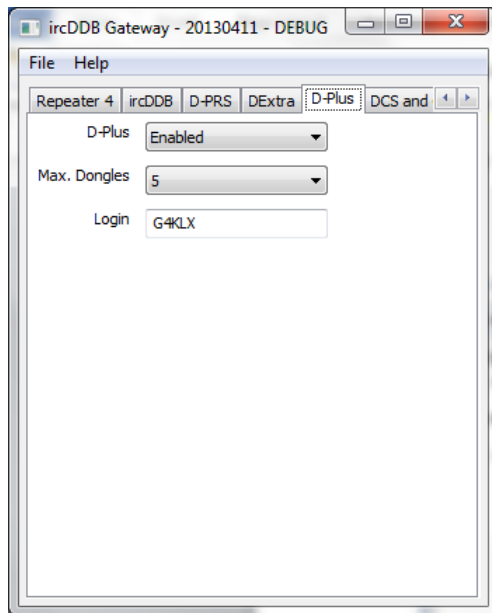 ircDDB Gateway - 20130411 - DEBUG
File Help
Repeater 4 ircDDB D-PRS DExtra D-Plus DCS and
D-Plus Enabled
Max. Dongles 5
Login G4KLX